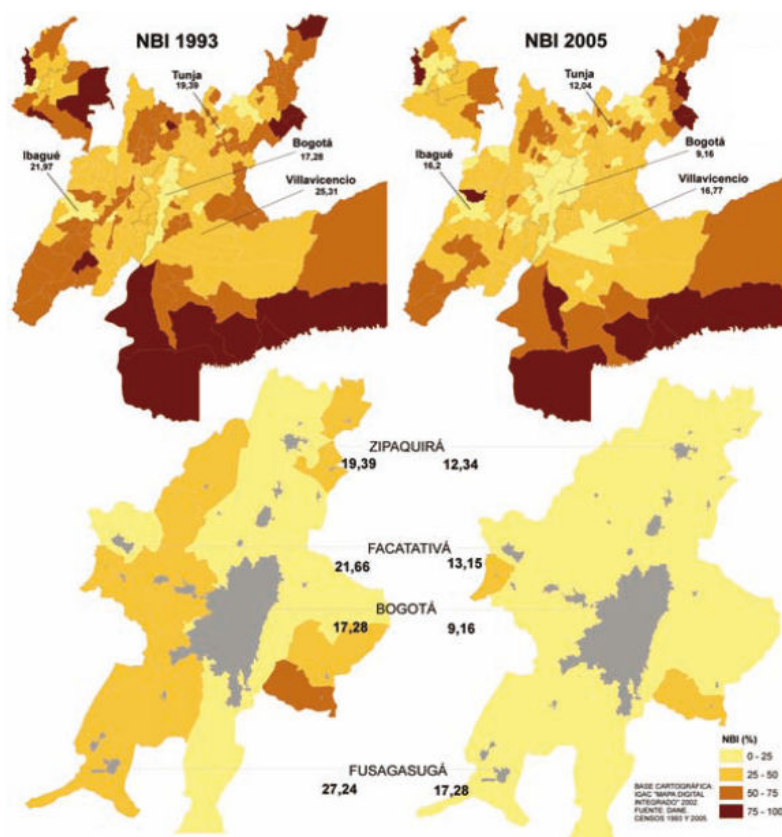 NBI 1993
NBI 2005
Tunja
19,39
Bogotá
17,28
Ibagué
21,97
Villavicencio
25,31
Tunja
12,04
Bogotá
9,16
Ibagué
16,2
Villavicencio
16,77
ZIPAQUIRÁ
19,39 12,34
FACATATIVÁ
21,66 13,15
BOGOTÁ
17,28 9,16
FUSAGASUGÁ
27,24 17,28
NBI (%)
0 - 25
25 - 50
50 - 75
75 - 100
BASE CARTOGRÁFICA:
IGAC "MAPA DIGITAL
INTEGRADO" 2002.
FUENTE: DANE.
CENSOS 1993 Y 2005.